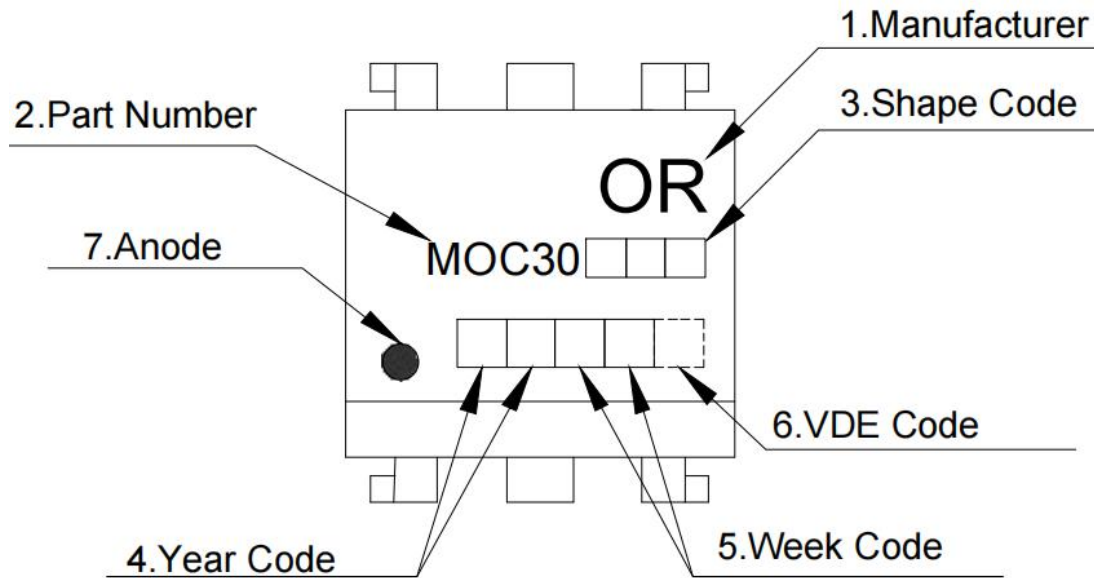 1.Manufacturer
2.Part Number
3.Shape Code
OR
7.Anode
MOC30
6.VDE Code
4.Year Code
5.Week Code